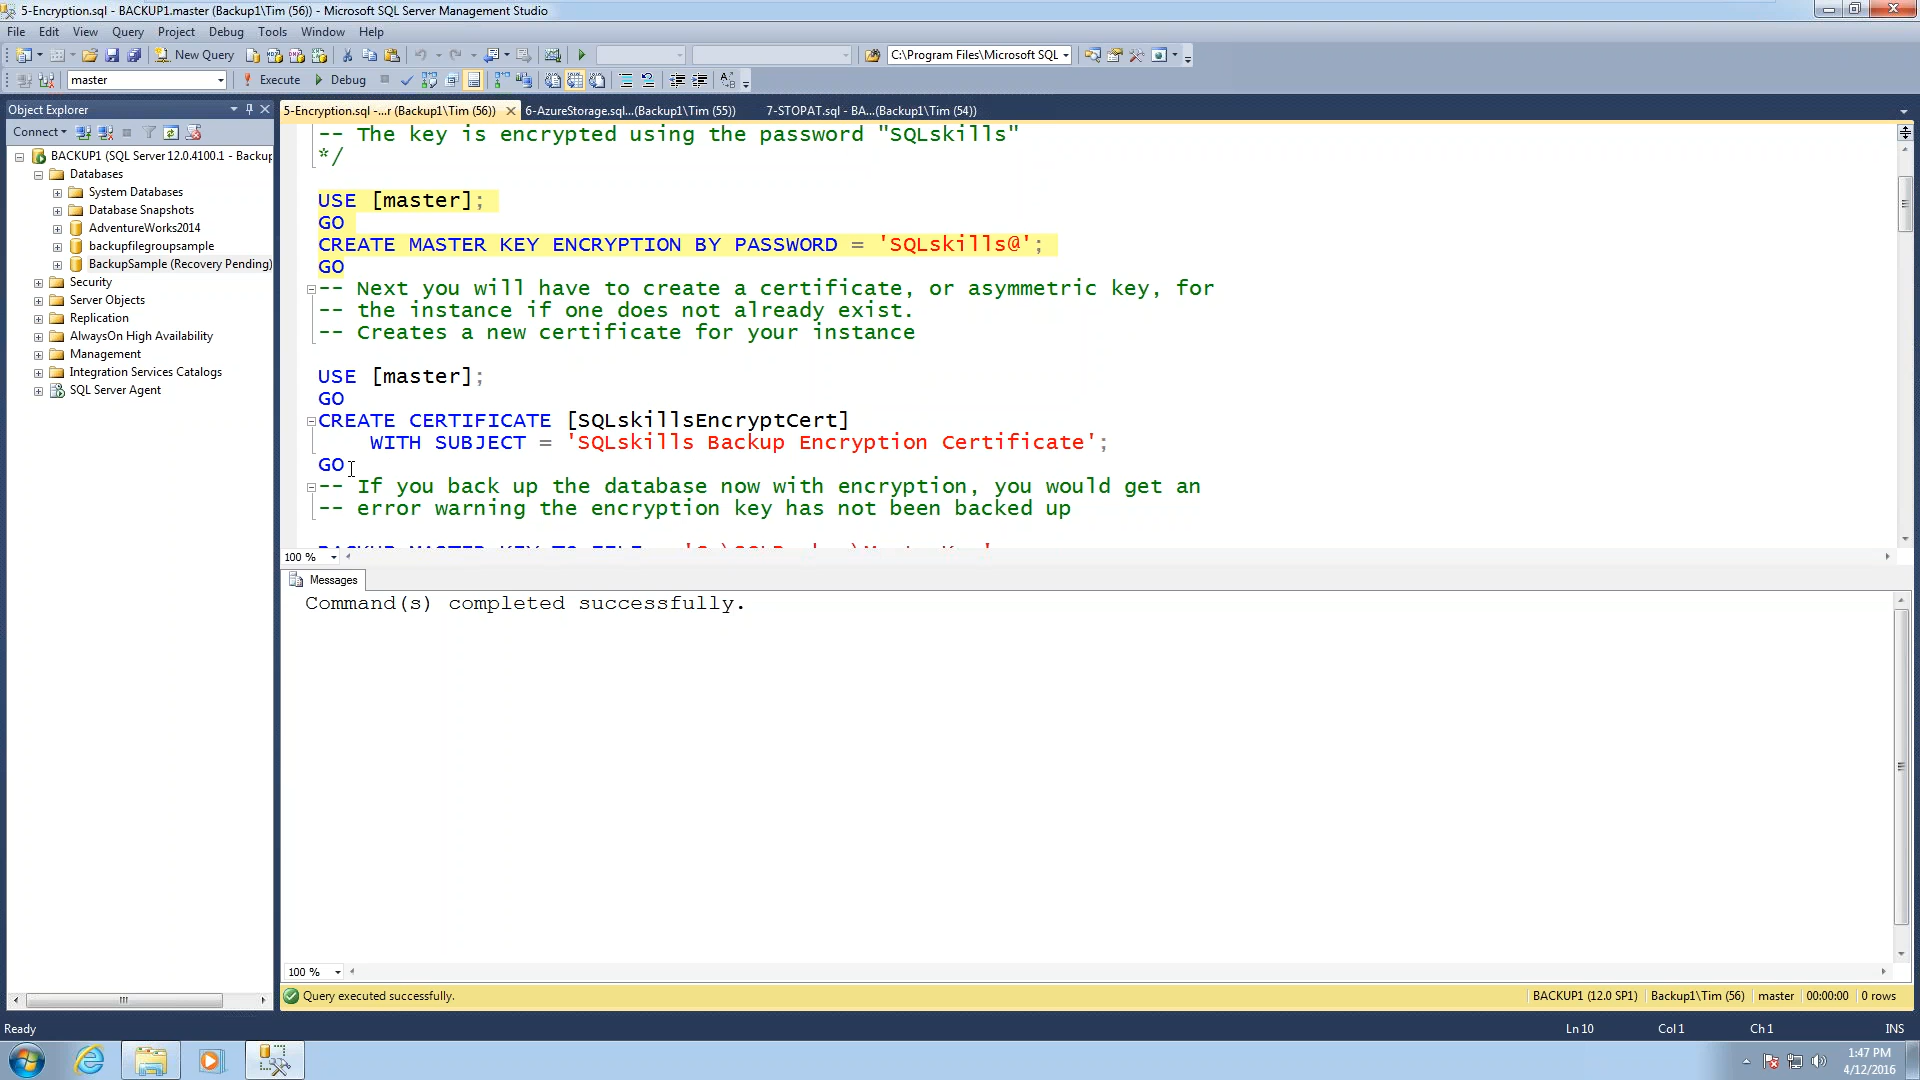 5-Encryption.sql - BACKUP1.master (Backup1\Tim (56)) - Microsoft SQL Server Management Studio
File Edit View Query Project Debug Tools Window Help
New Query C:\Program Files\Microsoft SQL
master Execute Debug
Object Explorer
Connect
BACKUP1 (SQL Server 12.0.4100.1 - Backup
Databases
System Databases
Database Snapshots
AdventureWorks2014
backupfilegroupsample
BackupSample (Recovery Pending)
Security
Server Objects
Replication
AlwaysOn High Availability
Management
Integration Services Catalogs
SQL Server Agent
5-Encryption.sql -...r (Backup1\Tim (56)) 6-AzureStorage.sql...(Backup1\Tim (55)) 7-STOPAT.sql - BA...(Backup1\Tim (54))
-- The key is encrypted using the password "SQLskills"
*/
USE [master];
GO
CREATE MASTER KEY ENCRYPTION BY PASSWORD = 'SQLskills@';
GO
-- Next you will have to create a certificate, or asymmetric key, for
-- the instance if one does not already exist.
-- Creates a new certificate for your instance
USE [master];
GO
CREATE CERTIFICATE [SQLskillsEncryptCert]
WITH SUBJECT = 'SQLskills Backup Encryption Certificate';
GO
-- If you back up the database now with encryption, you would get an
-- error warning the encryption key has not been backed up
BACKUP MASTER KEY TO FILE
100 %
Messages
Command(s) completed successfully.
100 %
Query executed successfully. BACKUP1 (12.0 SP1) Backup1\Tim (56) master 00:00:00 0 rows
Ready Ln 10 Col 1 Ch 1 INS
1:47 PM
4/12/2016